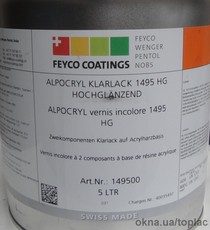 FEYCO COATINGS
FEYCO
WENGER
PENTOL
NOBS
ALPOCRYL KLARLACK 1495 HG
HOCHGLÄNZEND
ALPOCRYL vernis incolore 1495
HG
Zweikomponenten Klarlack auf Acrylharzbasis
Vernis incolore à 2 composants à base de résine acrylique
Art.Nr.: 149500
5 LTR
SWISS MADE
okna.ua/toplac